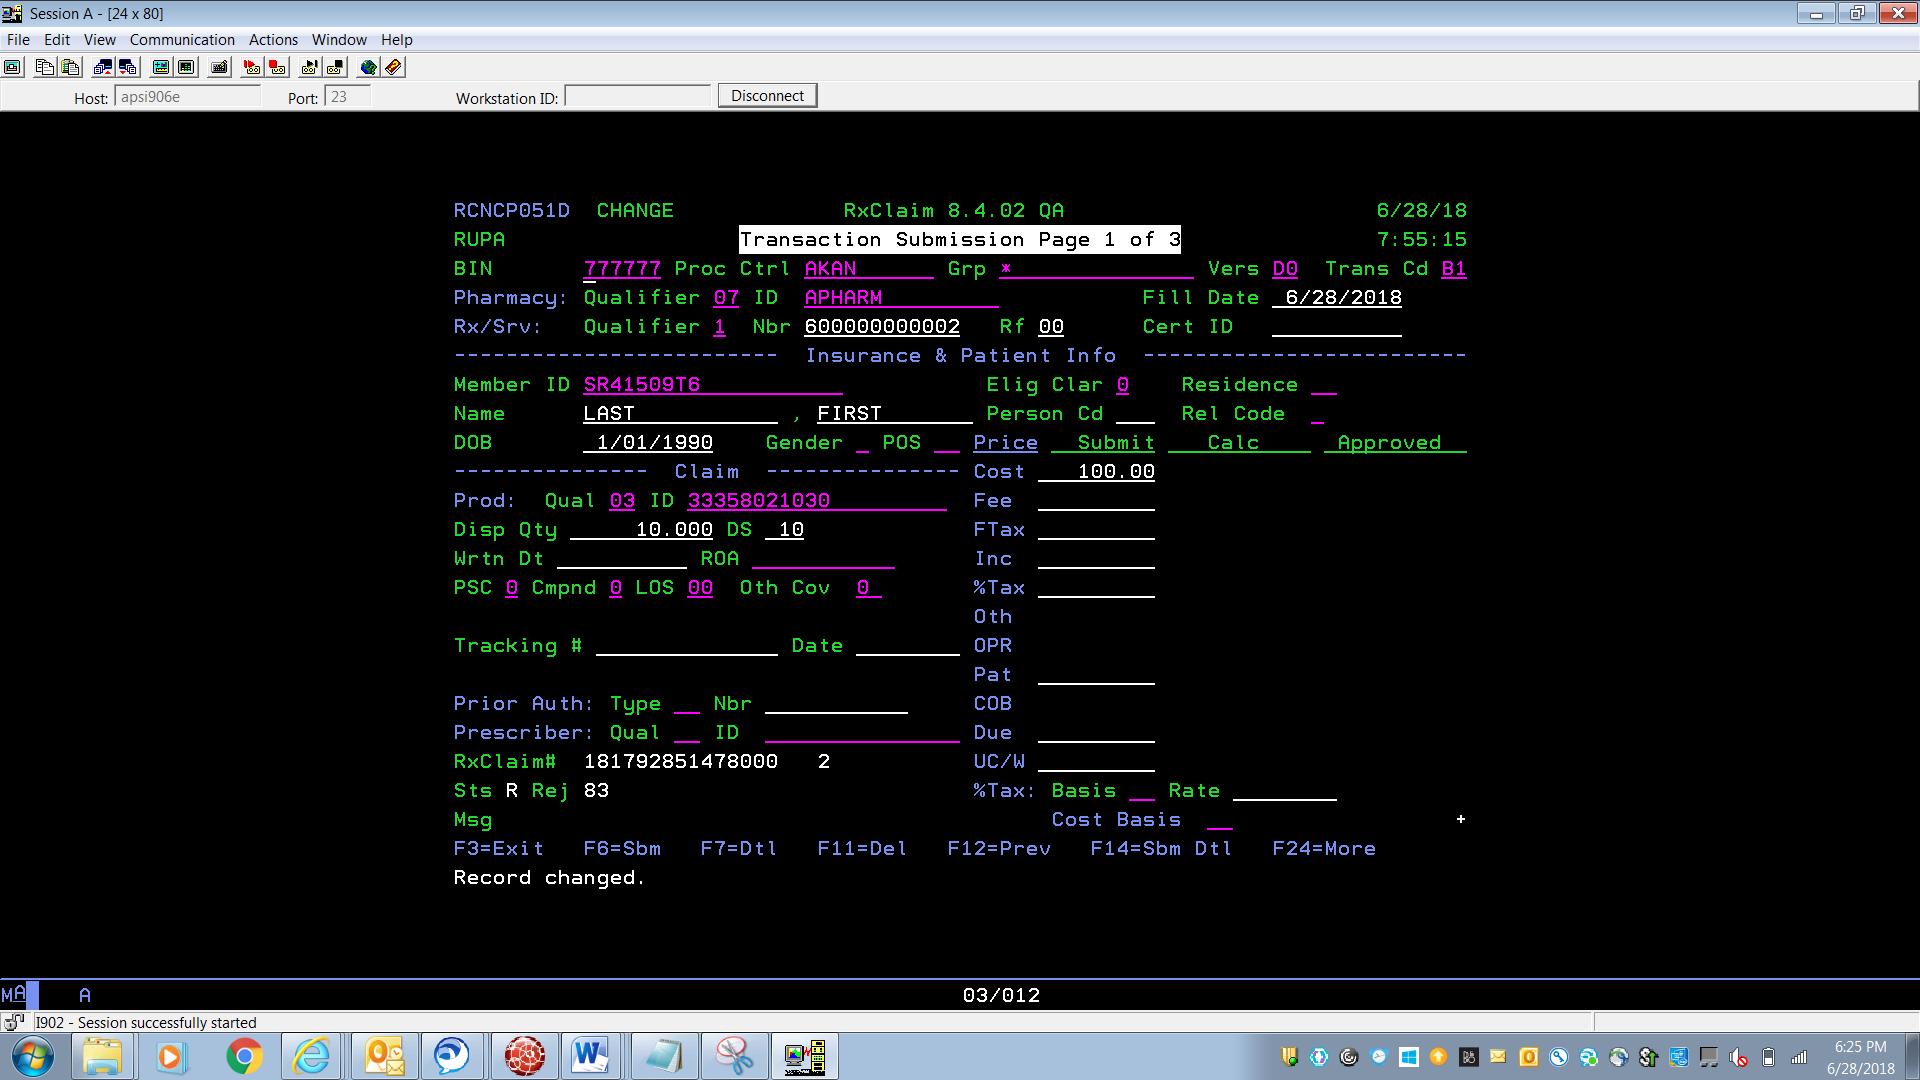 Session A - [24 x 80]
File Edit View Communication Actions Window Help
Host: apsi906e Port: 23 Workstation ID: Disconnect
RCNCP051D CHANGE RxClaim 8.4.02 QA 6/28/18
RUPA Transaction Submission Page 1 of 3 7:55:15
BIN 777777 Proc Ctrl AKAN Grp * Vers D0 Trans Cd B1
Pharmacy: Qualifier 07 ID APHARM Fill Date 6/28/2018
Rx/Srv: Qualifier 1 Nbr 600000000002 Rf 00 Cert ID
------------------------- Insurance & Patient Info -------------------------
Member ID SR41509T6 Elig Clar 0 Residence
Name LAST , FIRST Person Cd Rel Code
DOB 1/01/1990 Gender POS Price Submit Calc Approved
--------------- Claim --------------- Cost 100.00
Prod: Qual 03 ID 33358021030 Fee
Disp Qty 10.000 DS 10 FTax
Wrtn Dt ROA Inc
PSC 0 Cmpnd 0 LOS 00 Oth Cov 0 %Tax
Oth
Tracking # Date OPR
Pat
Prior Auth: Type Nbr COB
Prescriber: Qual ID Due
RxClaim# 181792851478000 2 UC/W
Sts R Rej 83 %Tax: Basis Rate
Msg Cost Basis +
F3=Exit F6=Sbm F7=Dtl F11=Del F12=Prev F14=Sbm Dtl F24=More
Record changed.
MA A 03/012
I902 - Session successfully started
6:25 PM
6/28/2018